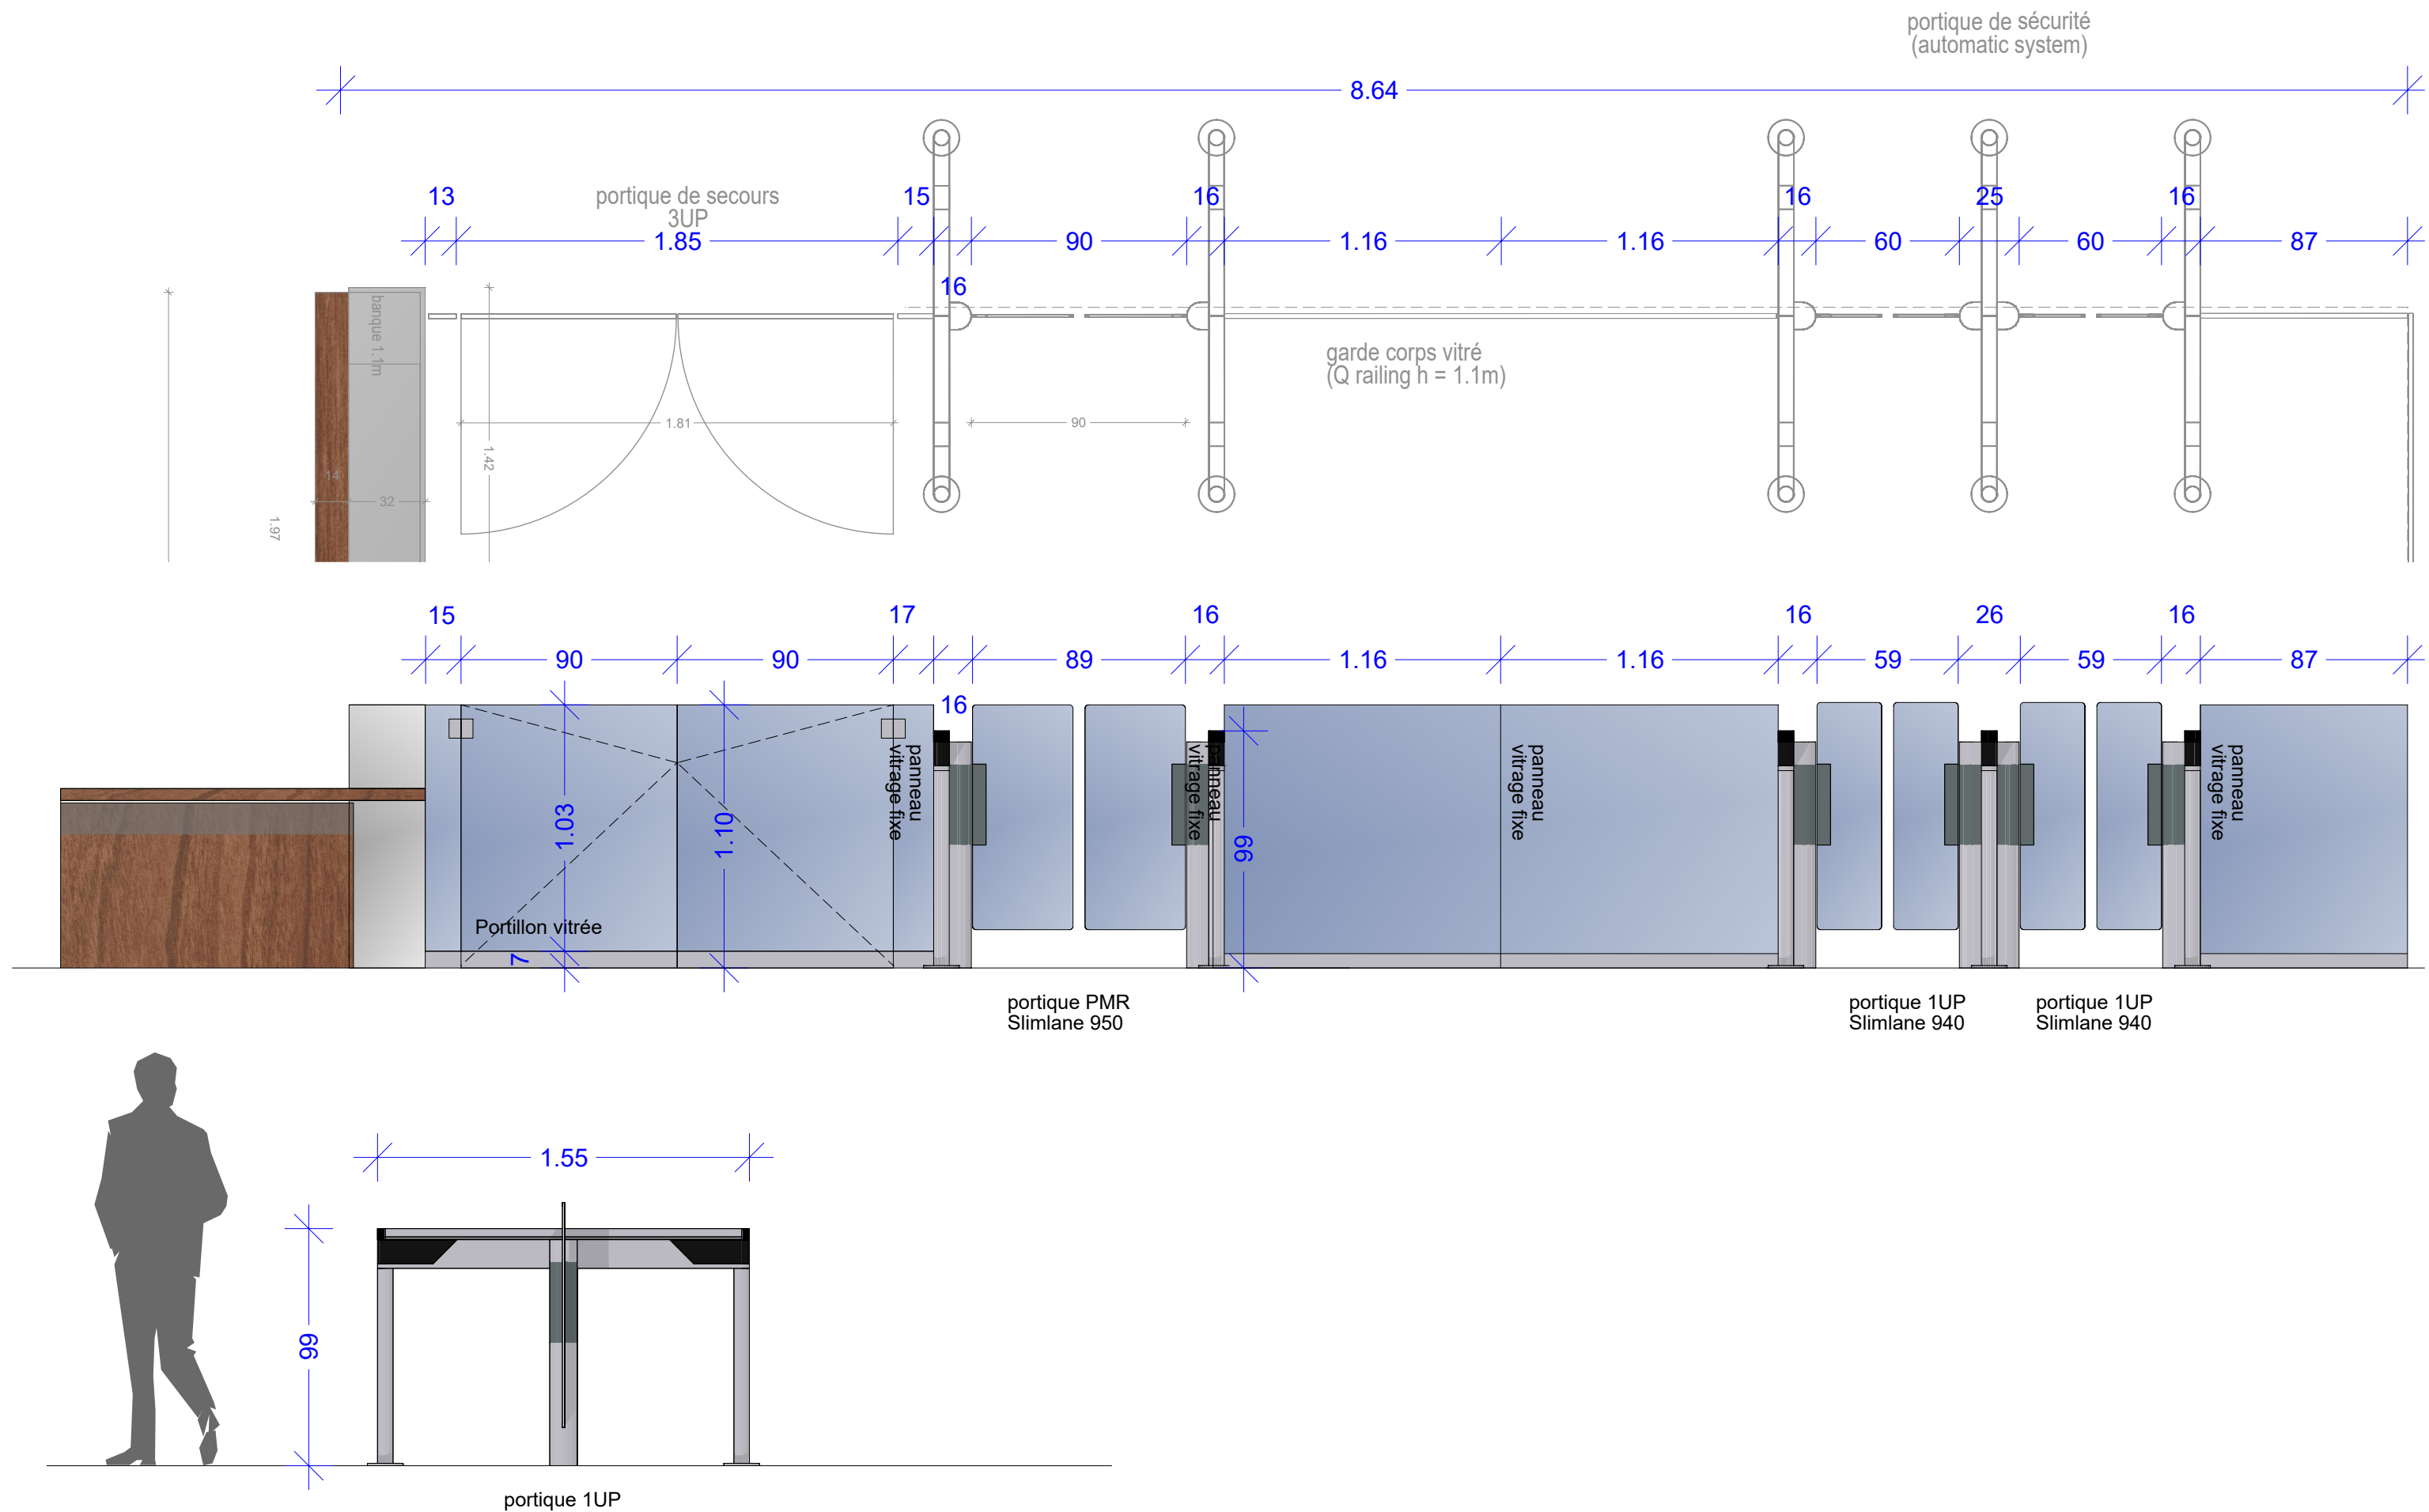 portique de sécurité
(automatic system)
8.64
13
portique de secours
3UP
15
16
16
25
16
1.85
90
1.16
1.16
60
60
87
16
banque 1.1m
garde corps vitré
(Q railing h = 1.1m)
1.81
90
1.42
14
32
1.97
15
17
16
16
26
16
90
90
89
1.16
1.16
59
59
87
16
panneau
vitrage fixe
panneau
vitrage fixe
panneau
vitrage fixe
panneau
vitrage fixe
1.03
1.10
99
Portillon vitrée
7
portique PMR
Slimlane 950
portique 1UP
Slimlane 940
portique 1UP
Slimlane 940
1.55
99
portique 1UP